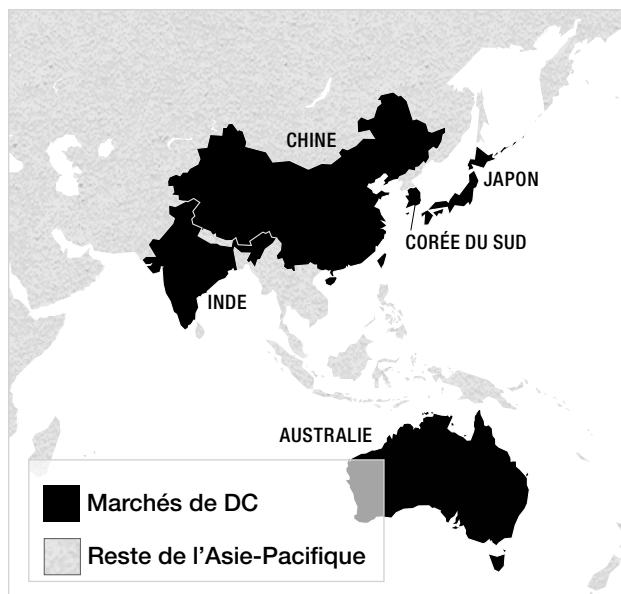 CHINE
JAPON
CORÉE DU SUD
INDE
AUSTRALIE
Marchés de DC
Reste de l'Asie-Pacifique